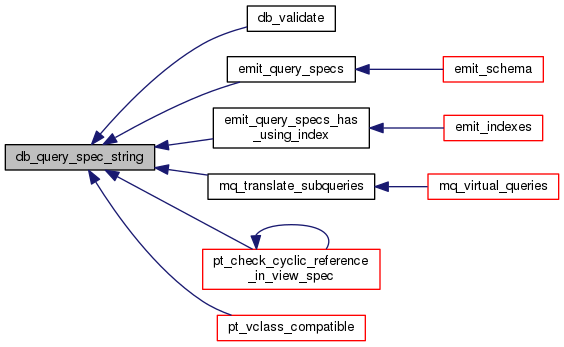 db_validate
emit_query_specs
emit_schema
emit_query_specs_has
_using_index
emit_indexes
db_query_spec_string
mq_translate_subqueries
mq_virtual_queries
pt_check_cyclic_reference
_in_view_spec
pt_vclass_compatible